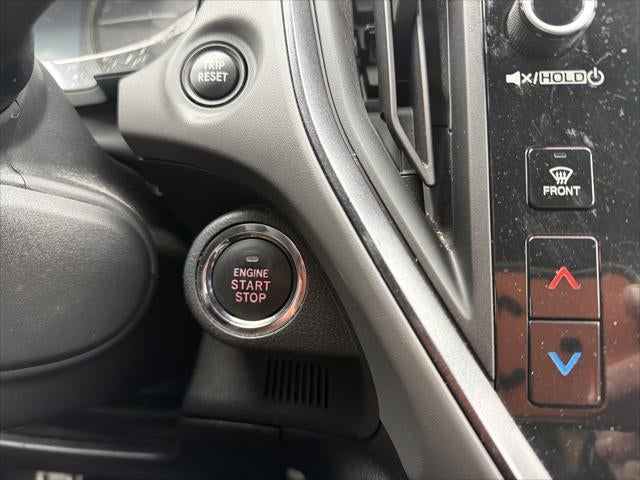 TRIP
RESET
/HOLD
FRONT
ENGINE
START
STOP